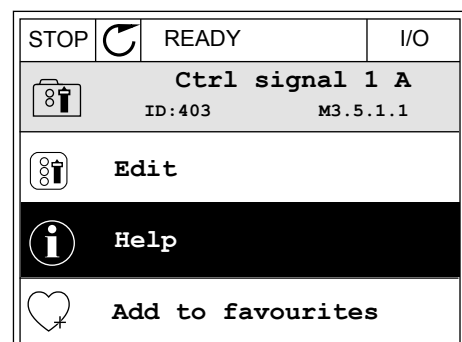 STOP READY I/O
Ctrl signal 1 A
ID:403 M3.5.1.1
Edit
Help
Add to favourites